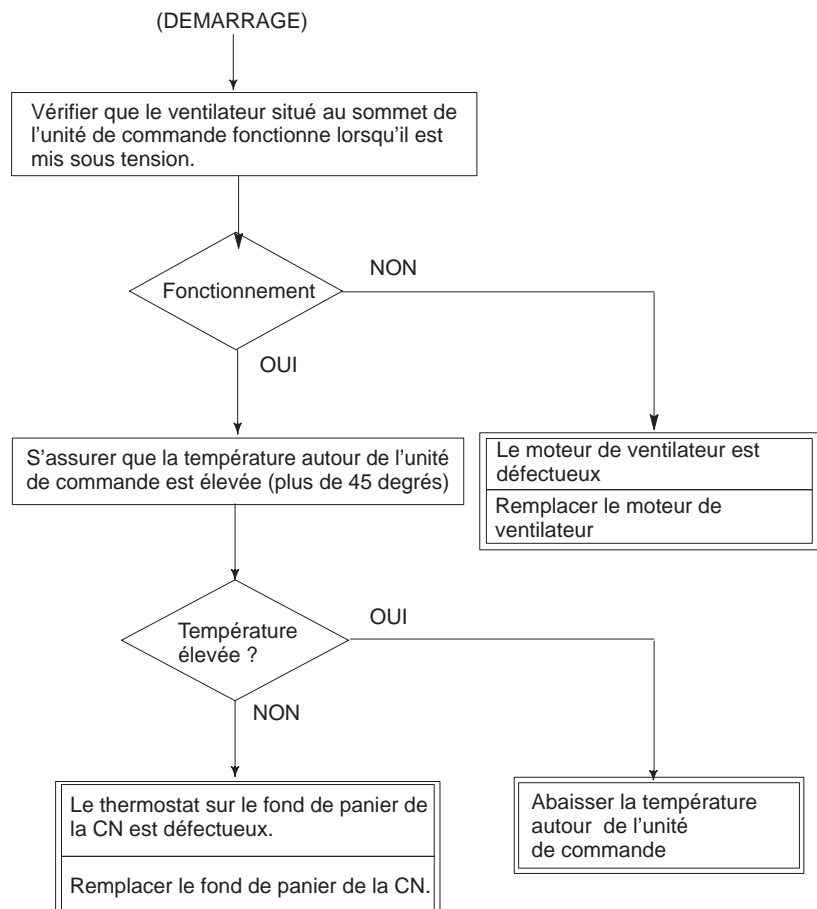 (DEMARRAGE)
Vérifier que le ventilateur situé au sommet de
l'unité de commande fonctionne lorsqu'il est
mis sous tension.
NON
Fonctionnement
OUI
S'assurer que la température autour de l'unité
de commande est élevée (plus de 45 degrés)
Le moteur de ventilateur est
défectueux
Remplacer le moteur de
ventilateur
OUI
Température
élevée ?
NON
Le thermostat sur le fond de panier de
la CN est défectueux.
Remplacer le fond de panier de la CN.
Abaisser la température
autour de l'unité
de commande